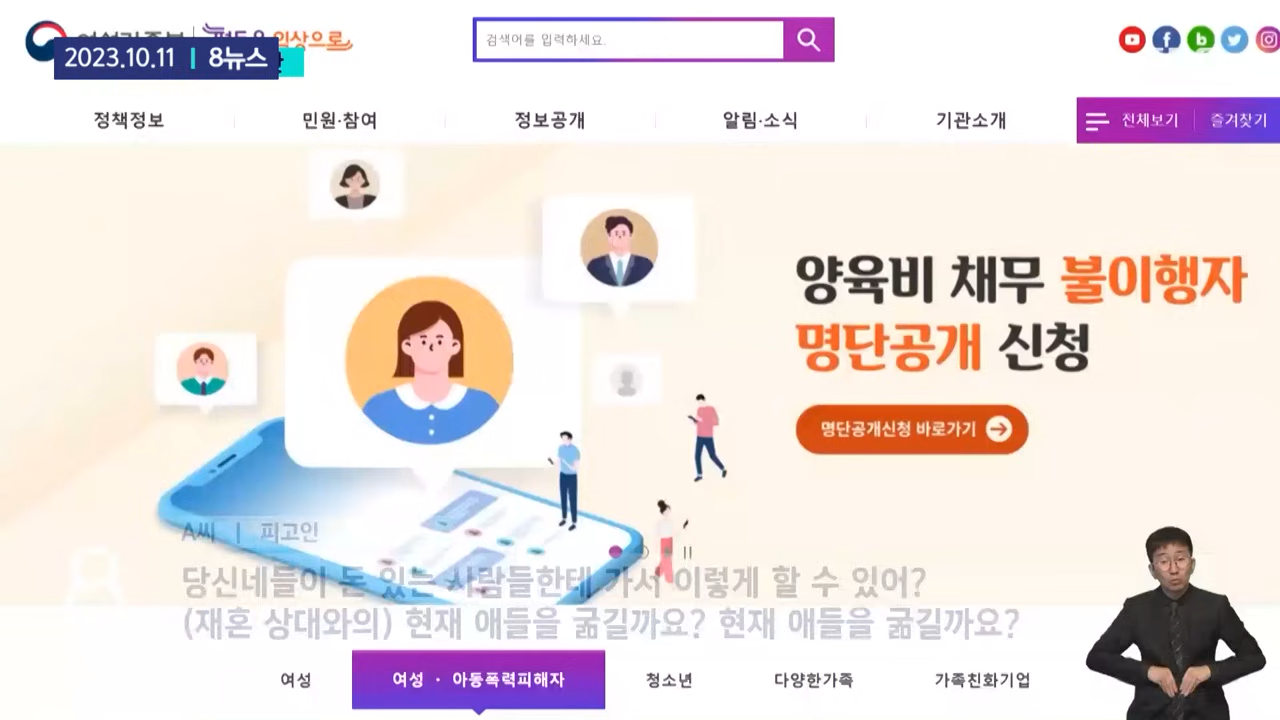 평등을 일상으로
2023.10.11 | 8뉴스
검색어를 입력하세요.
정책정보
민원·참여
정보공개
알림·소식
기관소개
전체보기
즐겨찾기
양육비 채무 불이행자
명단공개 신청
명단공개신청 바로가기
A씨 | 피고인
당신네들이 돈 있는 사람들한테 가서 이렇게 할 수 있어?
(재혼 상대와의) 현재 애들을 굶길까요? 현재 애들을 굶길까요?
여성
여성 · 아동폭력피해자
청소년
다양한가족
가족친화기업